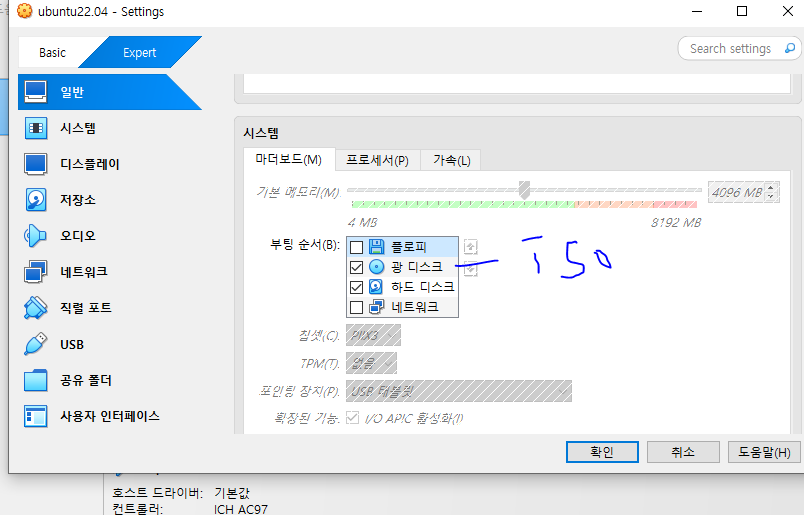 ubuntu22.04 - Settings
Basic
Expert
Search settings
일반
시스템
디스플레이
저장소
오디오
네트워크
직렬 포트
USB
공유 폴더
사용자 인터페이스
시스템
마더보드(M)
프로세서(P)
가속(L)
기본 메모리(M)
4096 MB
4 MB
8192 MB
부팅 순서(B):
플로피
광 디스크
ISO
하드 디스크
네트워크
칩셋(C):
PIIX3
TPM(T):
없음
포인팅 장치(P):
USB 태블릿
확장된 기능:
I/O APIC 활성화(I)
확인
취소
도움말(H)
호스트 드라이버: 기본값
컨트롤러: ICH AC97